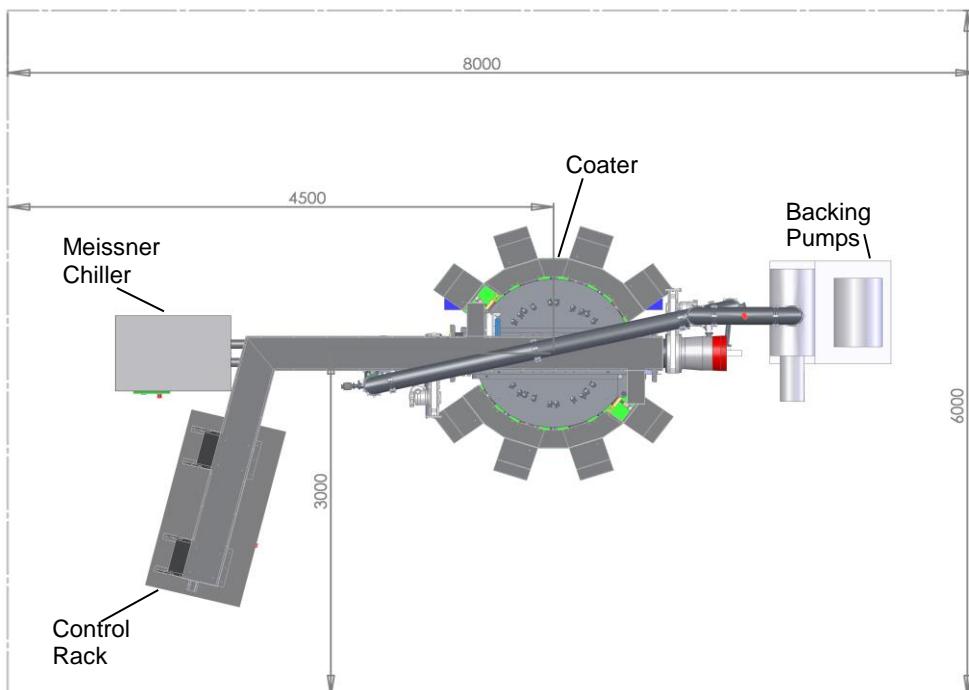 8000
Coater
4500
Backing
Pumps
Meissner
Chiller
6000
3000
Control
Rack